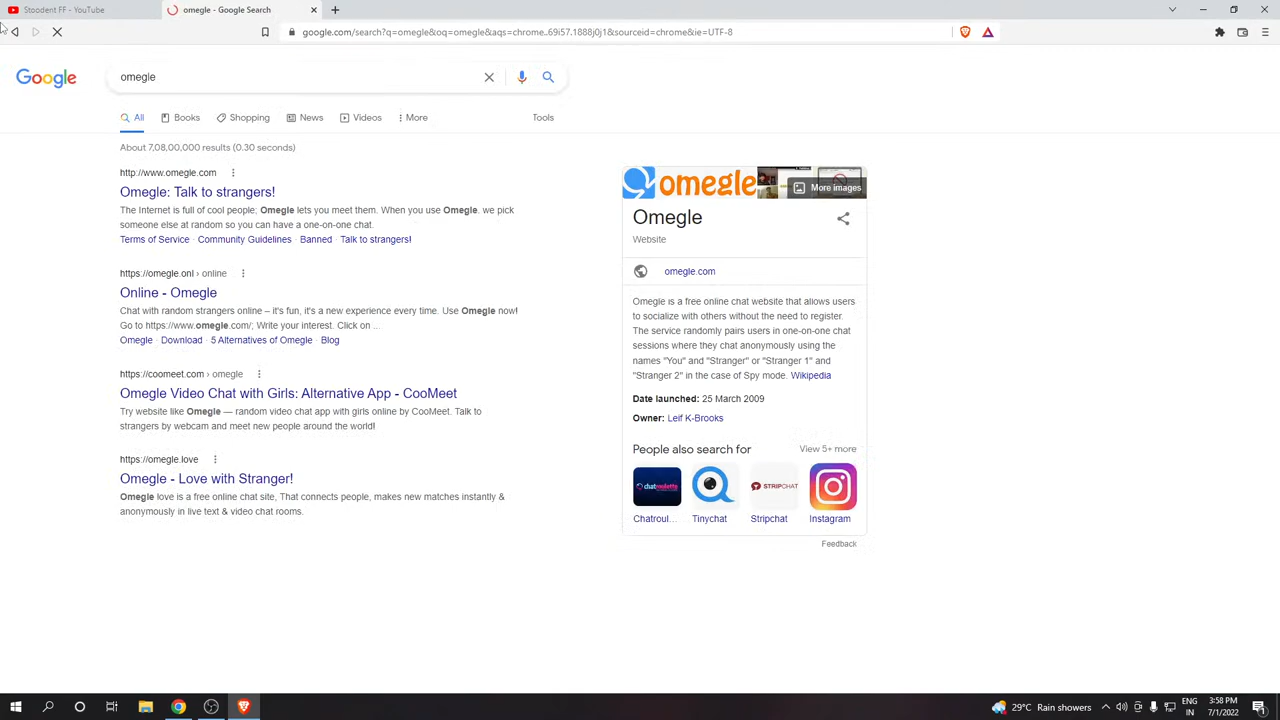 Stoodent FF - YouTube
omegle - Google Search
google.com/search?q=omegle&oq=omegle&aqs=chrome..69i57.1888j0j1&sourceid=chrome&ie=UTF-8
Google
omegle
All
Books
Shopping
News
Videos
More
Tools
About 7,08,00,000 results (0.30 seconds)
http://www.omegle.com
Omegle: Talk to strangers!
The Internet is full of cool people; Omegle lets you meet them. When you use Omegle. we pick
someone else at random so you can have a one-on-one chat.
Terms of Service · Community Guidelines · Banned · Talk to strangers!
https://omegle.onl › online
Online - Omegle
Chat with random strangers online – it's fun, it's a new experience every time. Use Omegle now!
Go to https://www.omegle.com/; Write your interest. Click on ...
Omegle · Download · 5 Alternatives of Omegle · Blog
https://coomeet.com › omegle
Omegle Video Chat with Girls: Alternative App - CooMeet
Try website like Omegle — random video chat app with girls online by CooMeet. Talk to
strangers by webcam and meet new people around the world!
https://omegle.love
Omegle - Love with Stranger!
Omegle love is a free online chat site, That connects people, makes new matches instantly &
anonymously in live text & video chat rooms.
omegle
More images
Omegle
Website
omegle.com
Omegle is a free online chat website that allows users
to socialize with others without the need to register.
The service randomly pairs users in one-on-one chat
sessions where they chat anonymously using the
names "You" and "Stranger" or "Stranger 1" and
"Stranger 2" in the case of Spy mode. Wikipedia
Date launched: 25 March 2009
Owner: Leif K-Brooks
People also search for
View 5+ more
chatroulette
STRIPCHAT
Chatroul...
Tinychat
Stripchat
Instagram
Feedback
29°C Rain showers
ENG
IN
3:58 PM
7/1/2022